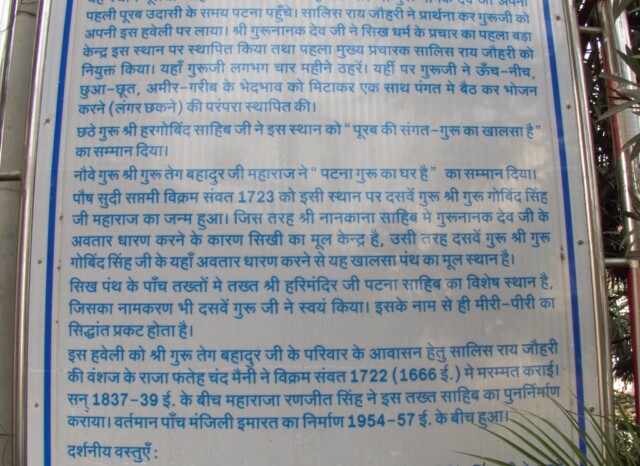 पहली पूरब उदासी के समय पटना पहुँचे। सालिस राय जौहरी ने प्रार्थना कर गुरूजी को
अपनी इस हवेली पर लाया। श्री गुरूनानक देव जी ने सिख धर्म के प्रचार का पहला बड़ा
केन्द्र इस स्थान पर स्थापित किया तथा पहला मुख्य प्रचारक सालिस राय जौहरी को
नियुक्त किया। यहाँ गुरूजी लगभग चार महीने ठहरें। यहीं पर गुरूजी ने ऊँच-नीच,
छुआ-छूत, अमीर-गरीब के भेदभाव को मिटाकर एक साथ पंगत मे बैठ कर भोजन
करने (लंगर छकने) की परंपरा स्थापित की।
छठे गुरू श्री हरगोबिंद साहिब जी ने इस स्थान को "पूरब की संगत-गुरू का खालसा है"
का सम्मान दिया।
नौवे गुरू श्री गुरू तेग बहादुर जी महाराज ने " पटना गुरू का घर है" का सम्मान दिया।
पौष सुदी सप्तमी विक्रम संवत 1723 को इसी स्थान पर दसवें गुरू श्री गुरू गोबिंद सिंह
जी महाराज का जन्म हुआ। जिस तरह श्री नानकाना साहिब मे गुरूनानक देव जी के
अवतार धारण करने के कारण सिखी का मूल केन्द्र है, उसी तरह दसवें गुरू श्री गुरू
गोबिंद सिंह जी के यहाँ अवतार धारण करने से यह खालसा पंथ का मूल स्थान है।
सिख पंथ के पाँच तख्तों मे तख्त श्री हरिमंदिर जी पटना साहिब का विशेष स्थान है,
जिसका नामकरण भी दसवें गुरू जी ने स्वयं किया। इसके नाम से ही मीरी-पीरी का
सिद्धांत प्रकट होता है।
इस हवेली को श्री गुरू तेग बहादुर जी के परिवार के आवासन हेतु सालिस राय जौहरी
की वंशज के राजा फतेह चंद मैनी ने विक्रम संवत 1722 (1666 ई.) मे मरम्मत कराई।
सन् 1837-39 ई. के बीच महाराजा रणजीत सिंह ने इस तख्त साहिब का पुनर्निर्माण
कराया। वर्तमान पाँच मंजिली इमारत का निर्माण 1954-57 ई. के बीच हुआ।
दर्शनीय वस्तुएँ :